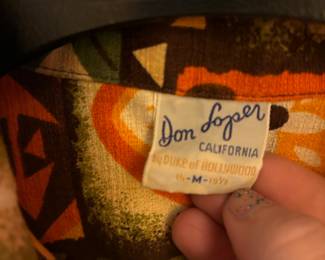 Don Loper
CALIFORNIA
by DUKE of HOLLYWOOD
-M-